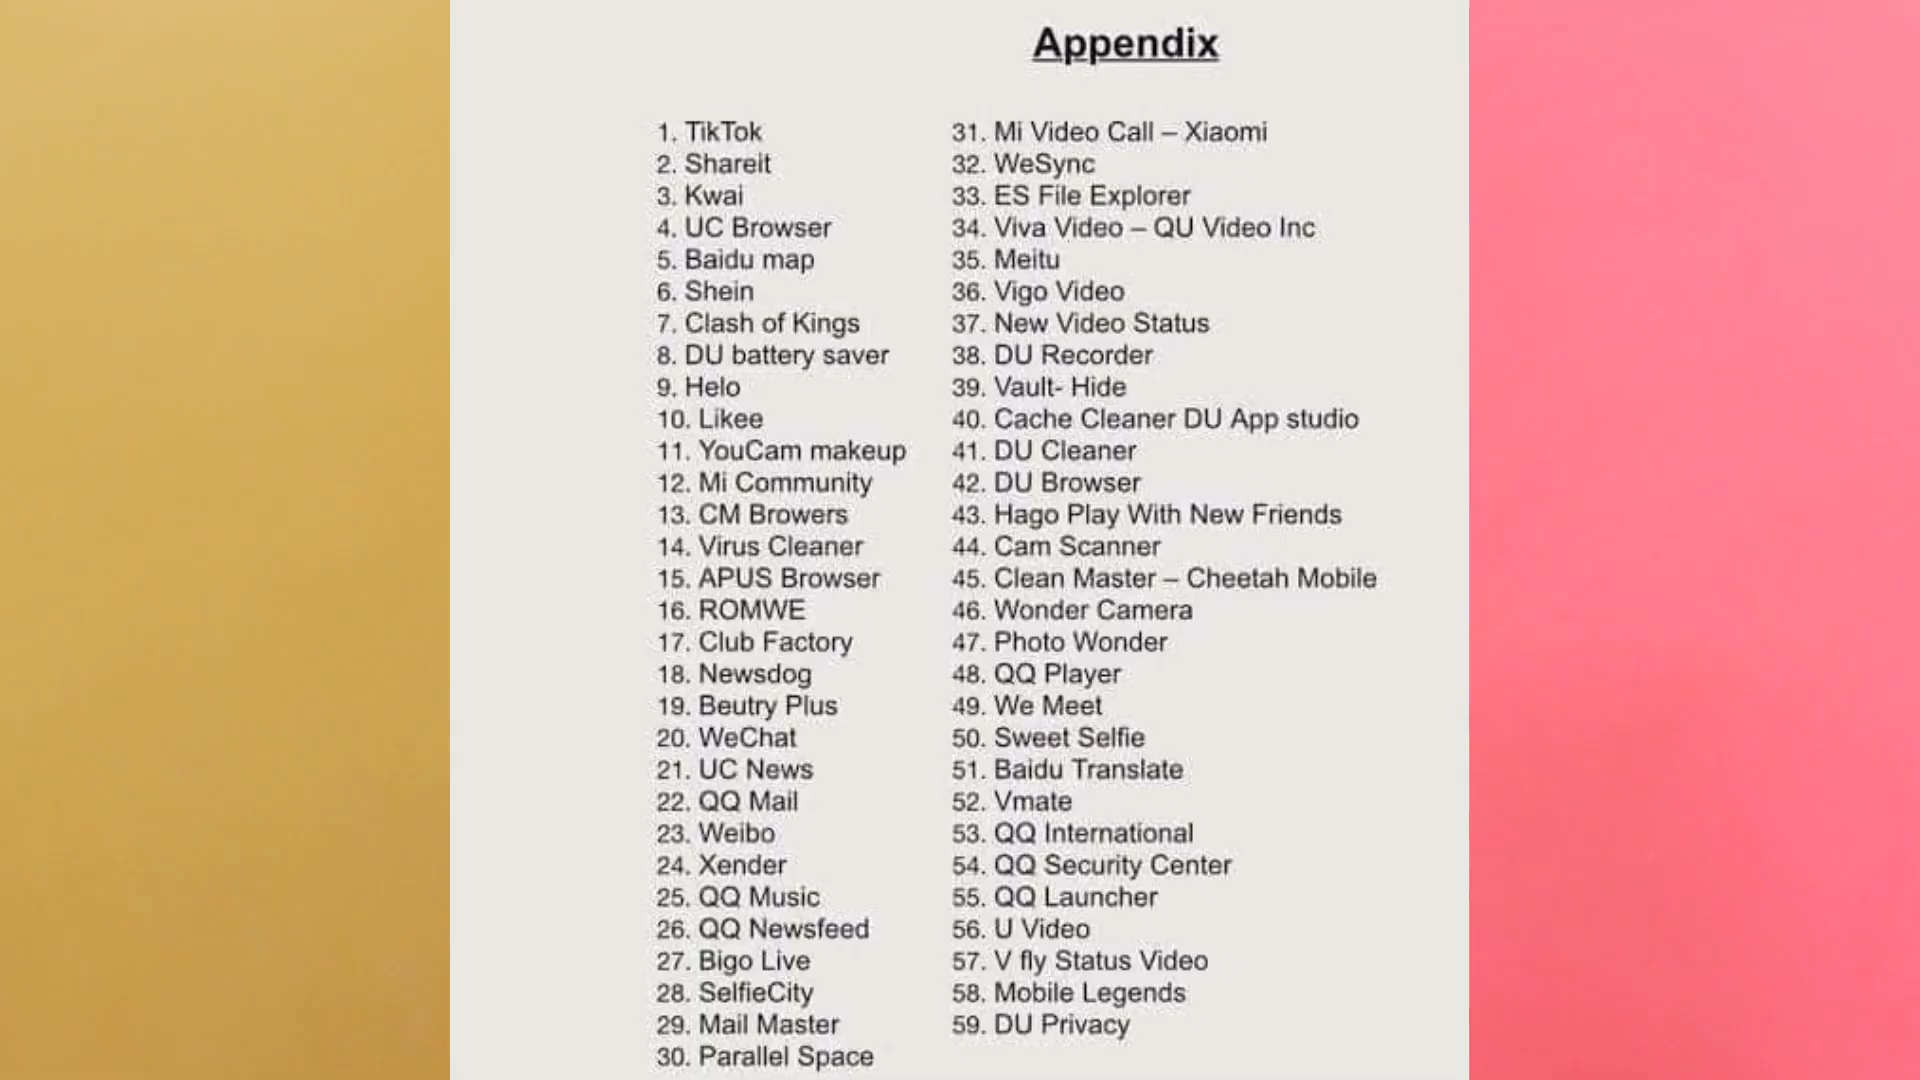 Appendix
1. TikTok
2. Shareit
3. Kwai
4. UC Browser
5. Baidu map
6. Shein
7. Clash of Kings
8. DU battery saver
9. Helo
10. Likee
11. YouCam makeup
12. Mi Community
13. CM Browers
14. Virus Cleaner
15. APUS Browser
16. ROMWE
17. Club Factory
18. Newsdog
19. Beutry Plus
20. WeChat
21. UC News
22. QQ Mail
23. Weibo
24. Xender
25. QQ Music
26. QQ Newsfeed
27. Bigo Live
28. SelfieCity
29. Mail Master
30. Parallel Space
31. Mi Video Call – Xiaomi
32. WeSync
33. ES File Explorer
34. Viva Video – QU Video Inc
35. Meitu
36. Vigo Video
37. New Video Status
38. DU Recorder
39. Vault- Hide
40. Cache Cleaner DU App studio
41. DU Cleaner
42. DU Browser
43. Hago Play With New Friends
44. Cam Scanner
45. Clean Master – Cheetah Mobile
46. Wonder Camera
47. Photo Wonder
48. QQ Player
49. We Meet
50. Sweet Selfie
51. Baidu Translate
52. Vmate
53. QQ International
54. QQ Security Center
55. QQ Launcher
56. U Video
57. V fly Status Video
58. Mobile Legends
59. DU Privacy